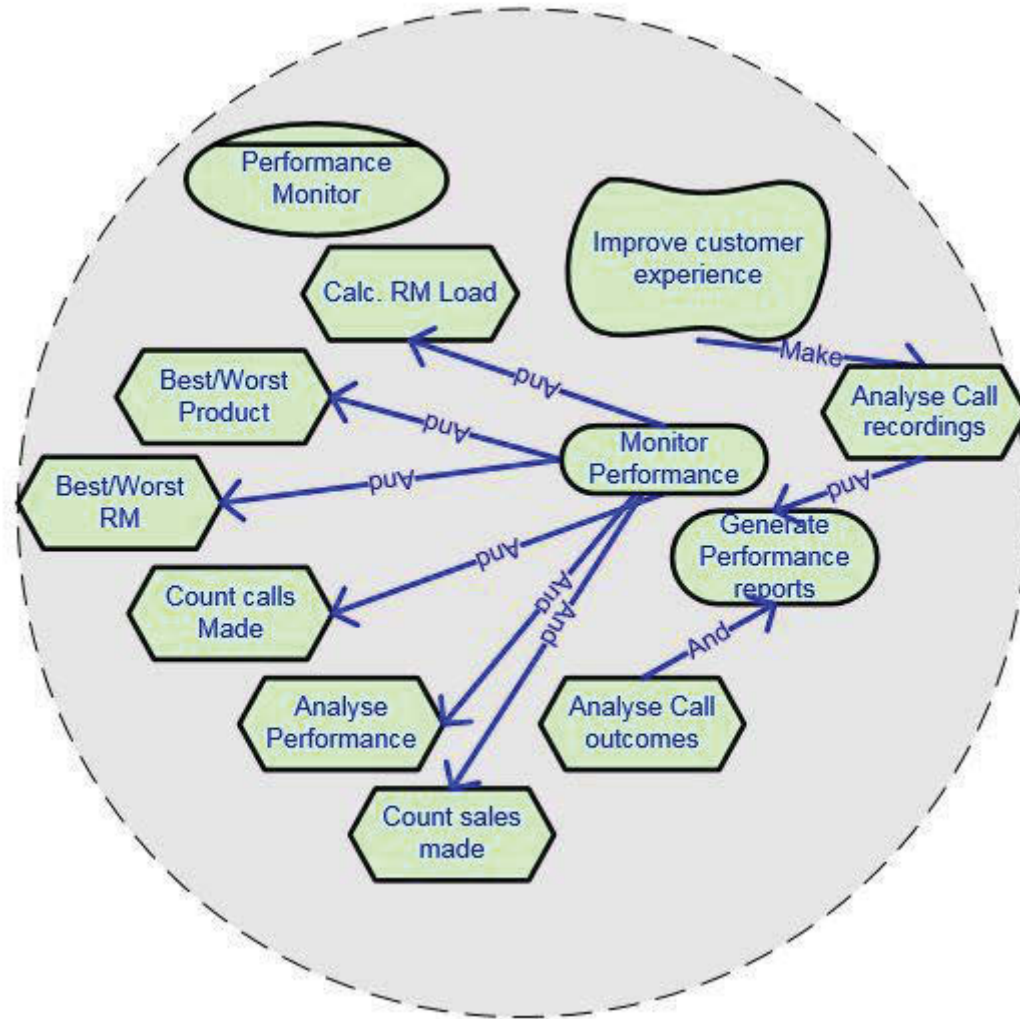 Performance
Monitor
Improve customer
experience
Calc. RM Load
Make
And
Best/Worst
Product
Analyse Call
recordings
And
Monitor
Performance
And
Best/Worst
RM
And
Generate
Performance
reports
And
Count calls
Made
And
And
And
Analyse
Performance
Analyse Call
outcomes
Count sales
made